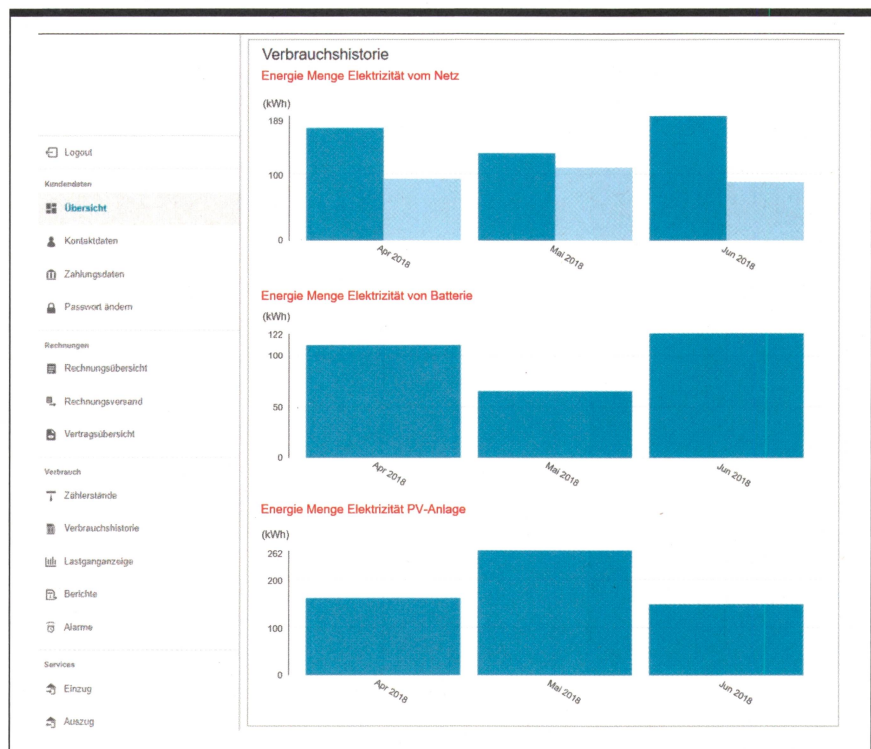 Logout
Kundendaten
Übersicht
Kontaktdaten
Zahlungsdaten
Passwort ändern
Rechnungen
Rechnungsübersicht
Rechnungsversand
Vertragsübersicht
Verbrauch
Zählerstände
Verbrauchshistorie
Lastganganzeige
Berichte
Alarme
Services
Einzug
Auszug
Verbrauchshistorie
Energie Menge Elektrizität vom Netz
(kWh)
189
100
0
Apr 2018
Mai 2018
Jun 2018
Energie Menge Elektrizität von Batterie
(kWh)
122
100
50
0
Apr 2018
Mai 2018
Jun 2018
Energie Menge Elektrizität PV-Anlage
(kWh)
262
200
100
0
Apr 2018
Mai 2018
Jun 2018